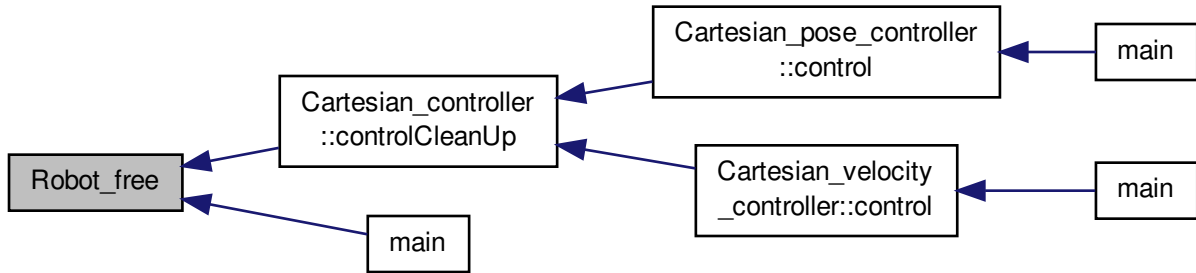 Robot_free
Cartesian_controller
::controlCleanUp
Cartesian_pose_controller
::control
main
Cartesian_velocity
_controller::control
main
main